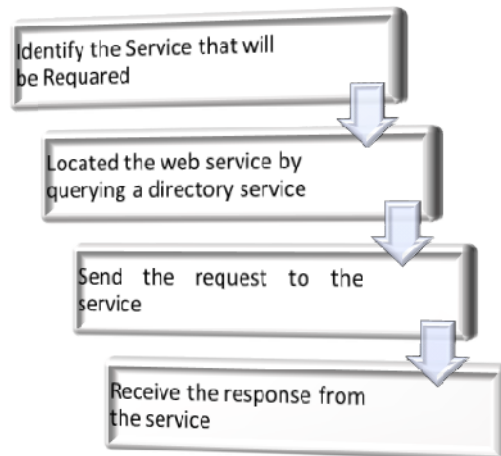 Identify the Service that will
be Requared
Located the web service by
querying a directory service
Send the request to the
service
Receive the response from
the service